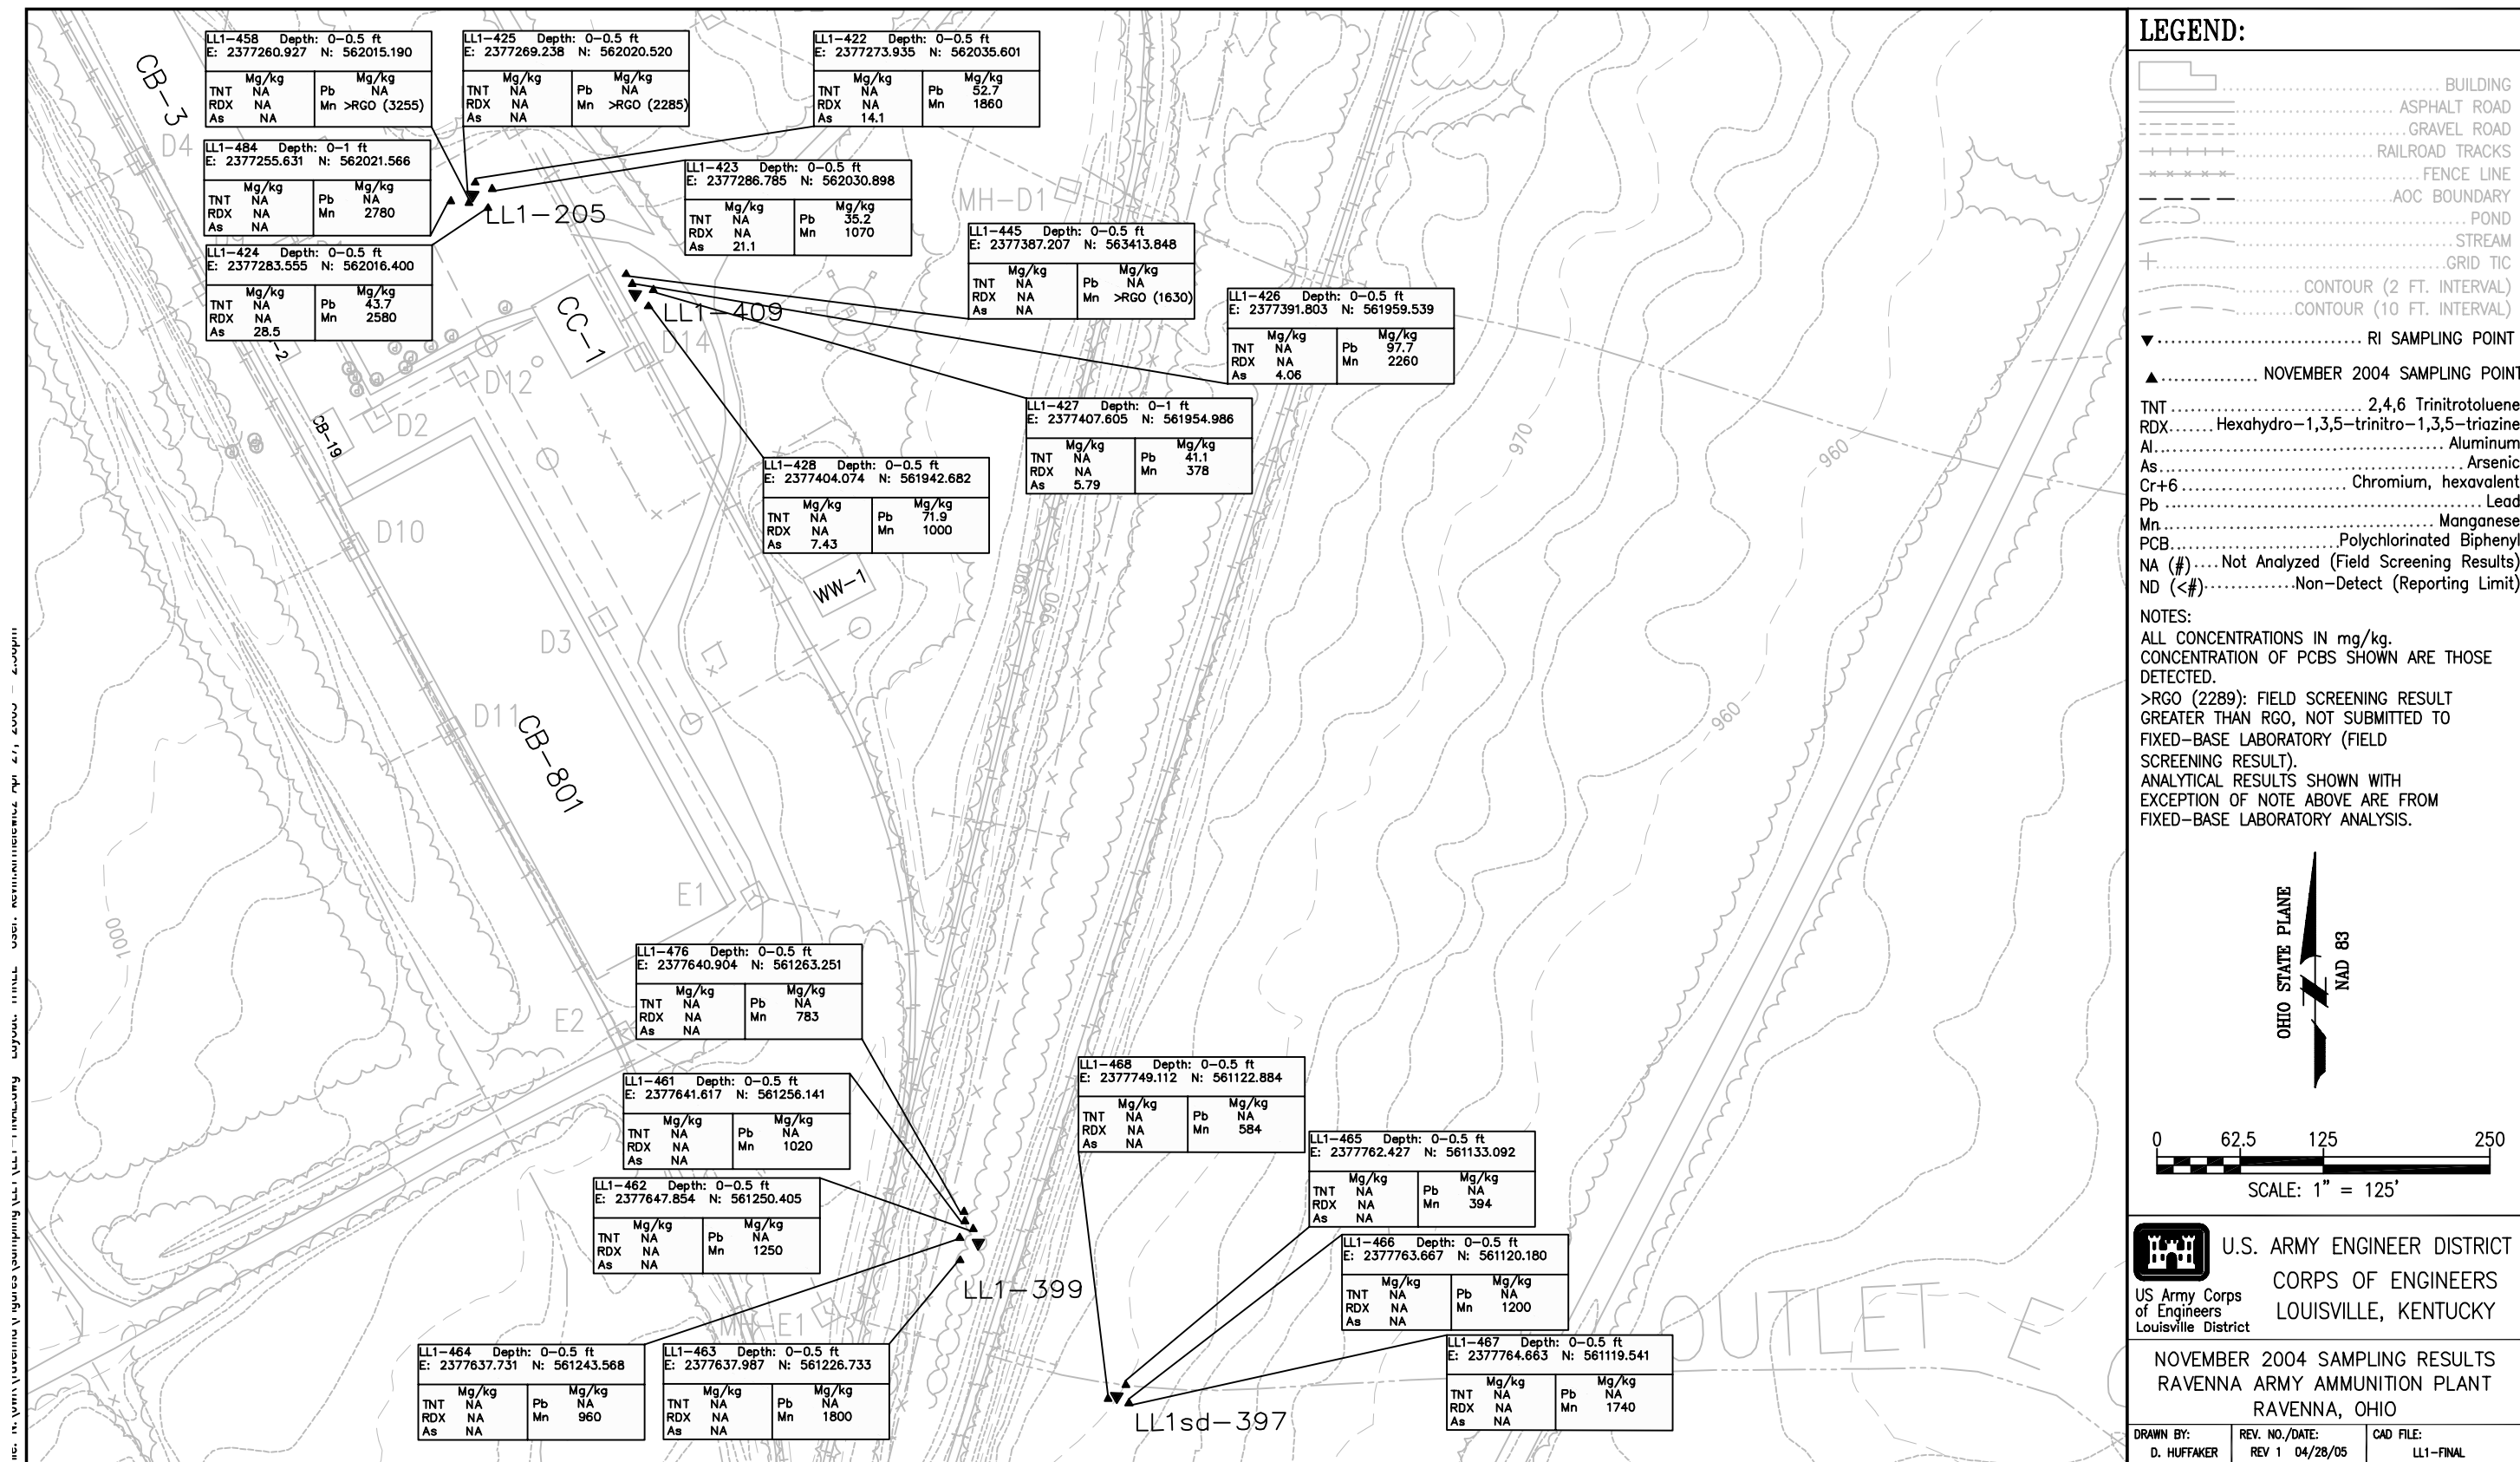 LL1-458 Depth: 0-0.5 ft
E: 2377260.927 N: 562015.190
Mg/kg Mg/kg
TNT NA Pb NA
RDX NA Mn >RGO (3255)
As NA
LL1-425 Depth: 0-0.5 ft
E: 2377269.238 N: 562020.520
Mg/kg Mg/kg
TNT NA Pb NA
RDX NA Mn >RGO (2285)
As NA
LL1-422 Depth: 0-0.5 ft
E: 2377273.935 N: 562035.601
Mg/kg Mg/kg
TNT NA Pb 52.7
RDX NA Mn 1860
As 14.1
LL1-484 Depth: 0-1 ft
E: 2377255.631 N: 562021.566
Mg/kg Mg/kg
TNT NA Pb NA
RDX NA Mn 2780
As NA
LL1-423 Depth: 0-0.5 ft
E: 2377286.785 N: 562030.898
Mg/kg Mg/kg
TNT NA Pb 35.2
RDX NA Mn 1070
As 21.1
LL1-424 Depth: 0-0.5 ft
E: 2377283.555 N: 562016.400
Mg/kg Mg/kg
TNT NA Pb 43.7
RDX NA Mn 2580
As 28.5
LL1-445 Depth: 0-0.5 ft
E: 2377387.207 N: 563413.848
Mg/kg Mg/kg
TNT NA Pb NA
RDX NA Mn >RGO (1630)
As NA
LL1-426 Depth: 0-0.5 ft
E: 2377391.803 N: 561959.539
Mg/kg Mg/kg
TNT NA Pb 97.7
RDX NA Mn 2260
As 4.06
LL1-427 Depth: 0-1 ft
E: 2377407.605 N: 561954.986
Mg/kg Mg/kg
TNT NA Pb 41.1
RDX NA Mn 378
As 5.79
LL1-428 Depth: 0-0.5 ft
E: 2377404.074 N: 561942.682
Mg/kg Mg/kg
TNT NA Pb 71.9
RDX NA Mn 1000
As 7.43
CB-3
D4
LL1-205
MH-D1
LL1-409
CC-1
D14
D12
D2
CB-19
D10
D3
WW-1
D11
CB-801
E1
E2
990
990
970
960
960
1000
LL1-476 Depth: 0-0.5 ft
E: 2377640.904 N: 561263.251
Mg/kg Mg/kg
TNT NA Pb NA
RDX NA Mn 783
As NA
LL1-461 Depth: 0-0.5 ft
E: 2377641.617 N: 561256.141
Mg/kg Mg/kg
TNT NA Pb NA
RDX NA Mn 1020
As NA
LL1-462 Depth: 0-0.5 ft
E: 2377647.854 N: 561250.405
Mg/kg Mg/kg
TNT NA Pb NA
RDX NA Mn 1250
As NA
LL1-468 Depth: 0-0.5 ft
E: 2377749.112 N: 561122.884
Mg/kg Mg/kg
TNT NA Pb NA
RDX NA Mn 584
As NA
LL1-465 Depth: 0-0.5 ft
E: 2377762.427 N: 561133.092
Mg/kg Mg/kg
TNT NA Pb NA
RDX NA Mn 394
As NA
LL1-466 Depth: 0-0.5 ft
E: 2377763.667 N: 561120.180
Mg/kg Mg/kg
TNT NA Pb NA
RDX NA Mn 1200
As NA
LL1-467 Depth: 0-0.5 ft
E: 2377764.663 N: 561119.541
Mg/kg Mg/kg
TNT NA Pb NA
RDX NA Mn 1740
As NA
LL1-464 Depth: 0-0.5 ft
E: 2377637.731 N: 561243.568
Mg/kg Mg/kg
TNT NA Pb NA
RDX NA Mn 960
As NA
LL1-463 Depth: 0-0.5 ft
E: 2377637.987 N: 561226.733
Mg/kg Mg/kg
TNT NA Pb NA
RDX NA Mn 1800
As NA
LL1-399
LL1sd-397
OUTLET E
LEGEND:
BUILDING
ASPHALT ROAD
GRAVEL ROAD
RAILROAD TRACKS
FENCE LINE
AOC BOUNDARY
POND
STREAM
GRID TIC
CONTOUR (2 FT. INTERVAL)
CONTOUR (10 FT. INTERVAL)
RI SAMPLING POINT
NOVEMBER 2004 SAMPLING POINT
TNT 2,4,6 Trinitrotoluene
RDX Hexahydro-1,3,5-trinitro-1,3,5-triazine
Al Aluminum
As Arsenic
Cr+6 Chromium, hexavalent
Pb Lead
Mn Manganese
PCB Polychlorinated Biphenyl
NA (#) Not Analyzed (Field Screening Results)
ND (<#) Non-Detect (Reporting Limit)
NOTES:
ALL CONCENTRATIONS IN mg/kg.
CONCENTRATION OF PCBS SHOWN ARE THOSE
DETECTED.
>RGO (2289): FIELD SCREENING RESULT
GREATER THAN RGO, NOT SUBMITTED TO
FIXED-BASE LABORATORY (FIELD
SCREENING RESULT).
ANALYTICAL RESULTS SHOWN WITH
EXCEPTION OF NOTE ABOVE ARE FROM
FIXED-BASE LABORATORY ANALYSIS.
OHIO STATE PLANE
NAD 83
0 62.5 125 250
SCALE: 1" = 125'
US Army Corps
of Engineers
Louisville District
U.S. ARMY ENGINEER DISTRICT
CORPS OF ENGINEERS
LOUISVILLE, KENTUCKY
NOVEMBER 2004 SAMPLING RESULTS
RAVENNA ARMY AMMUNITION PLANT
RAVENNA, OHIO
DRAWN BY: REV. NO./DATE: CAD FILE:
D. HUFFAKER REV 1 04/28/05 LL1-FINAL